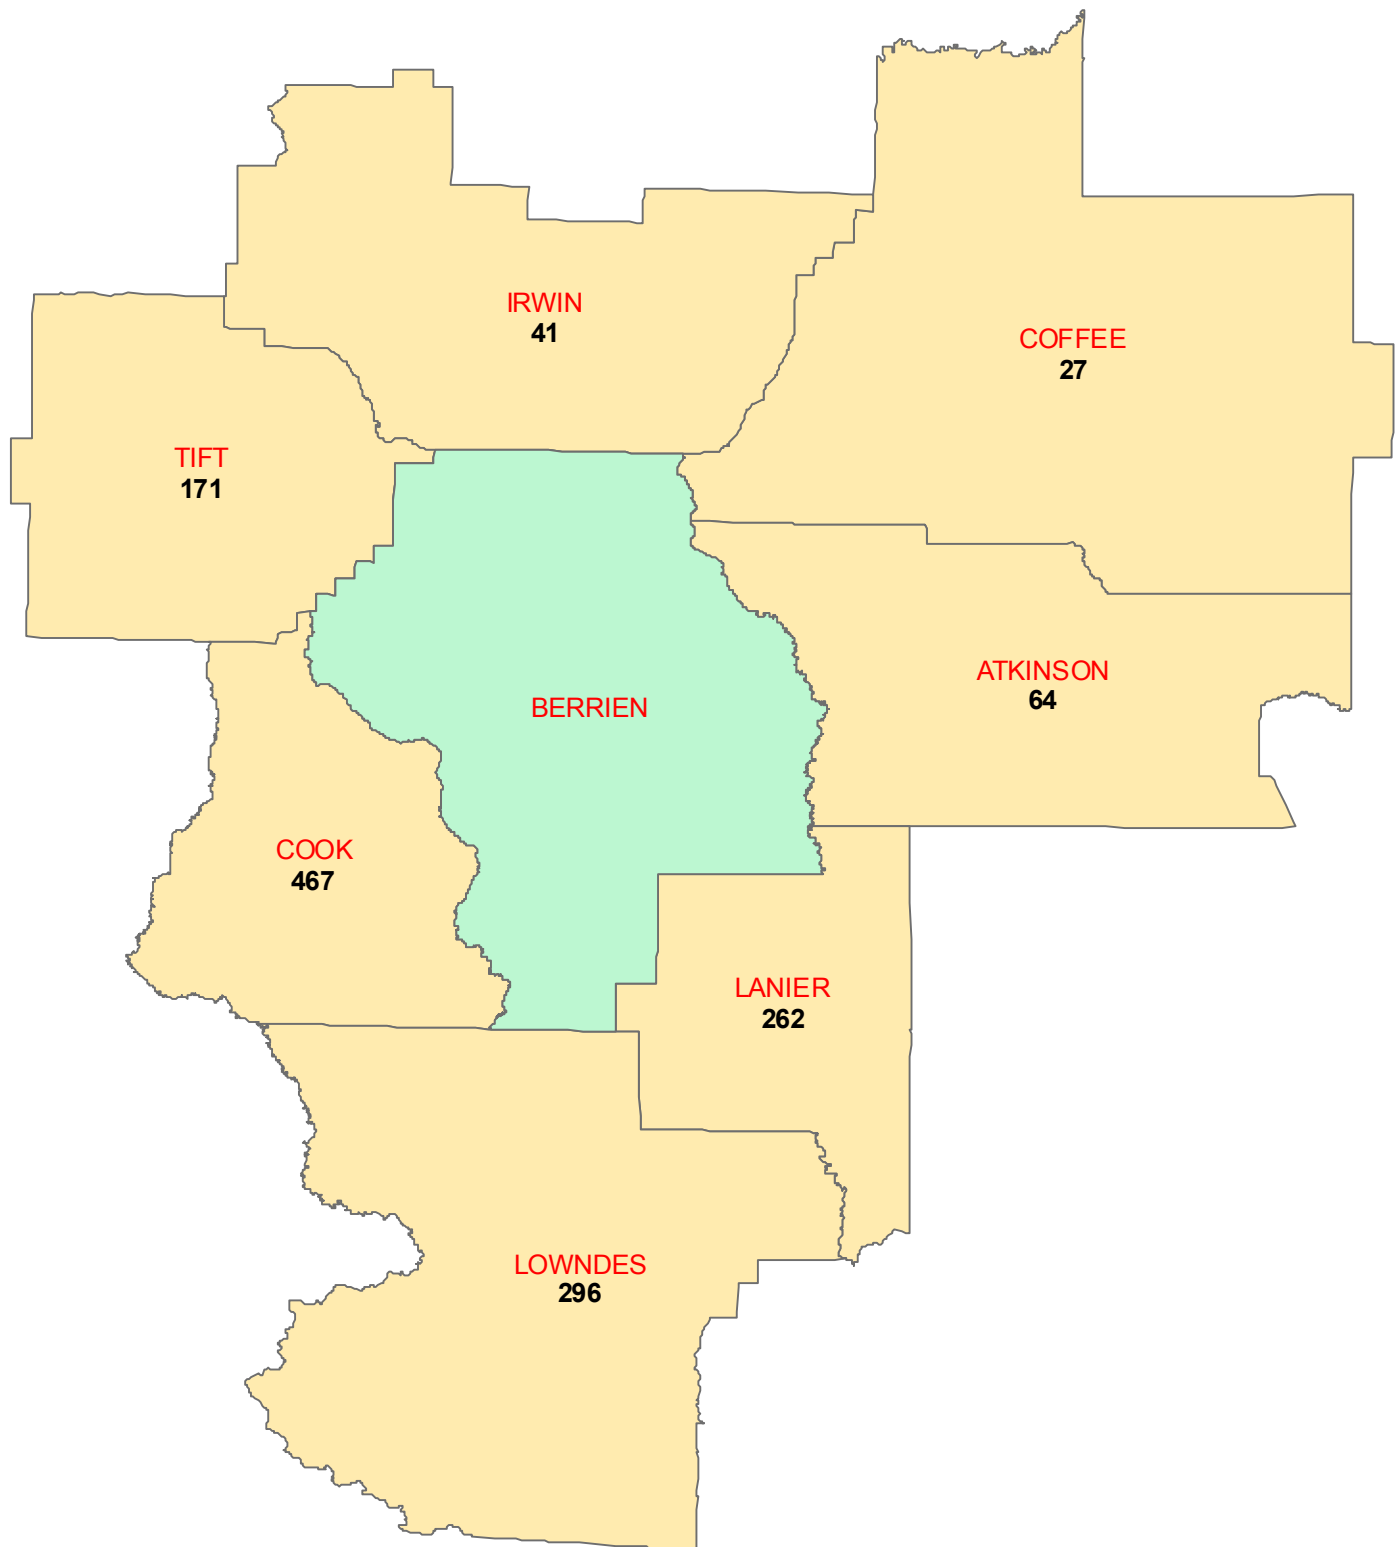 IRWIN
41
COFFEE
27
TIFT
171
ATKINSON
64
BERRIEN
COOK
467
LANIER
262
LOWNDES
296